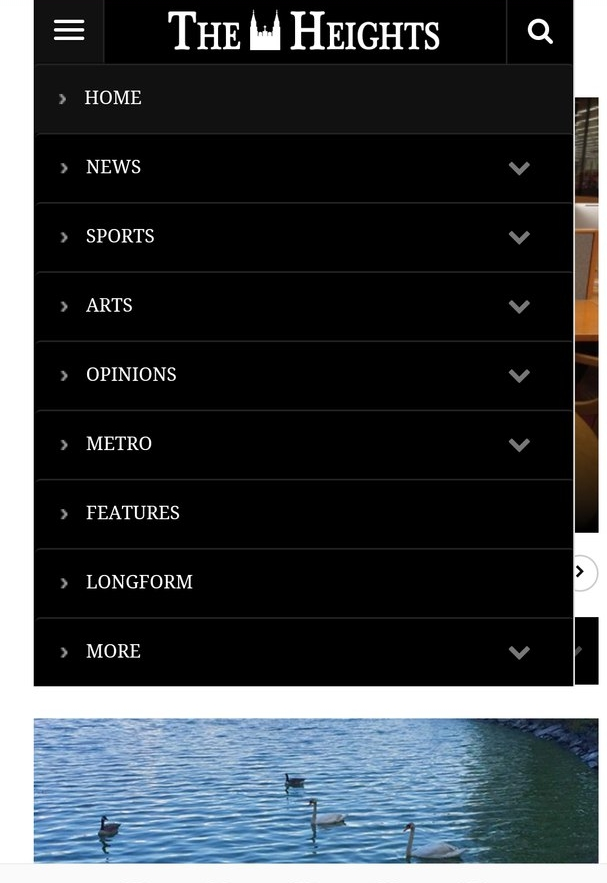 THE HEIGHTS
HOME
NEWS
SPORTS
ARTS
OPINIONS
METRO
FEATURES
LONGFORM
MORE